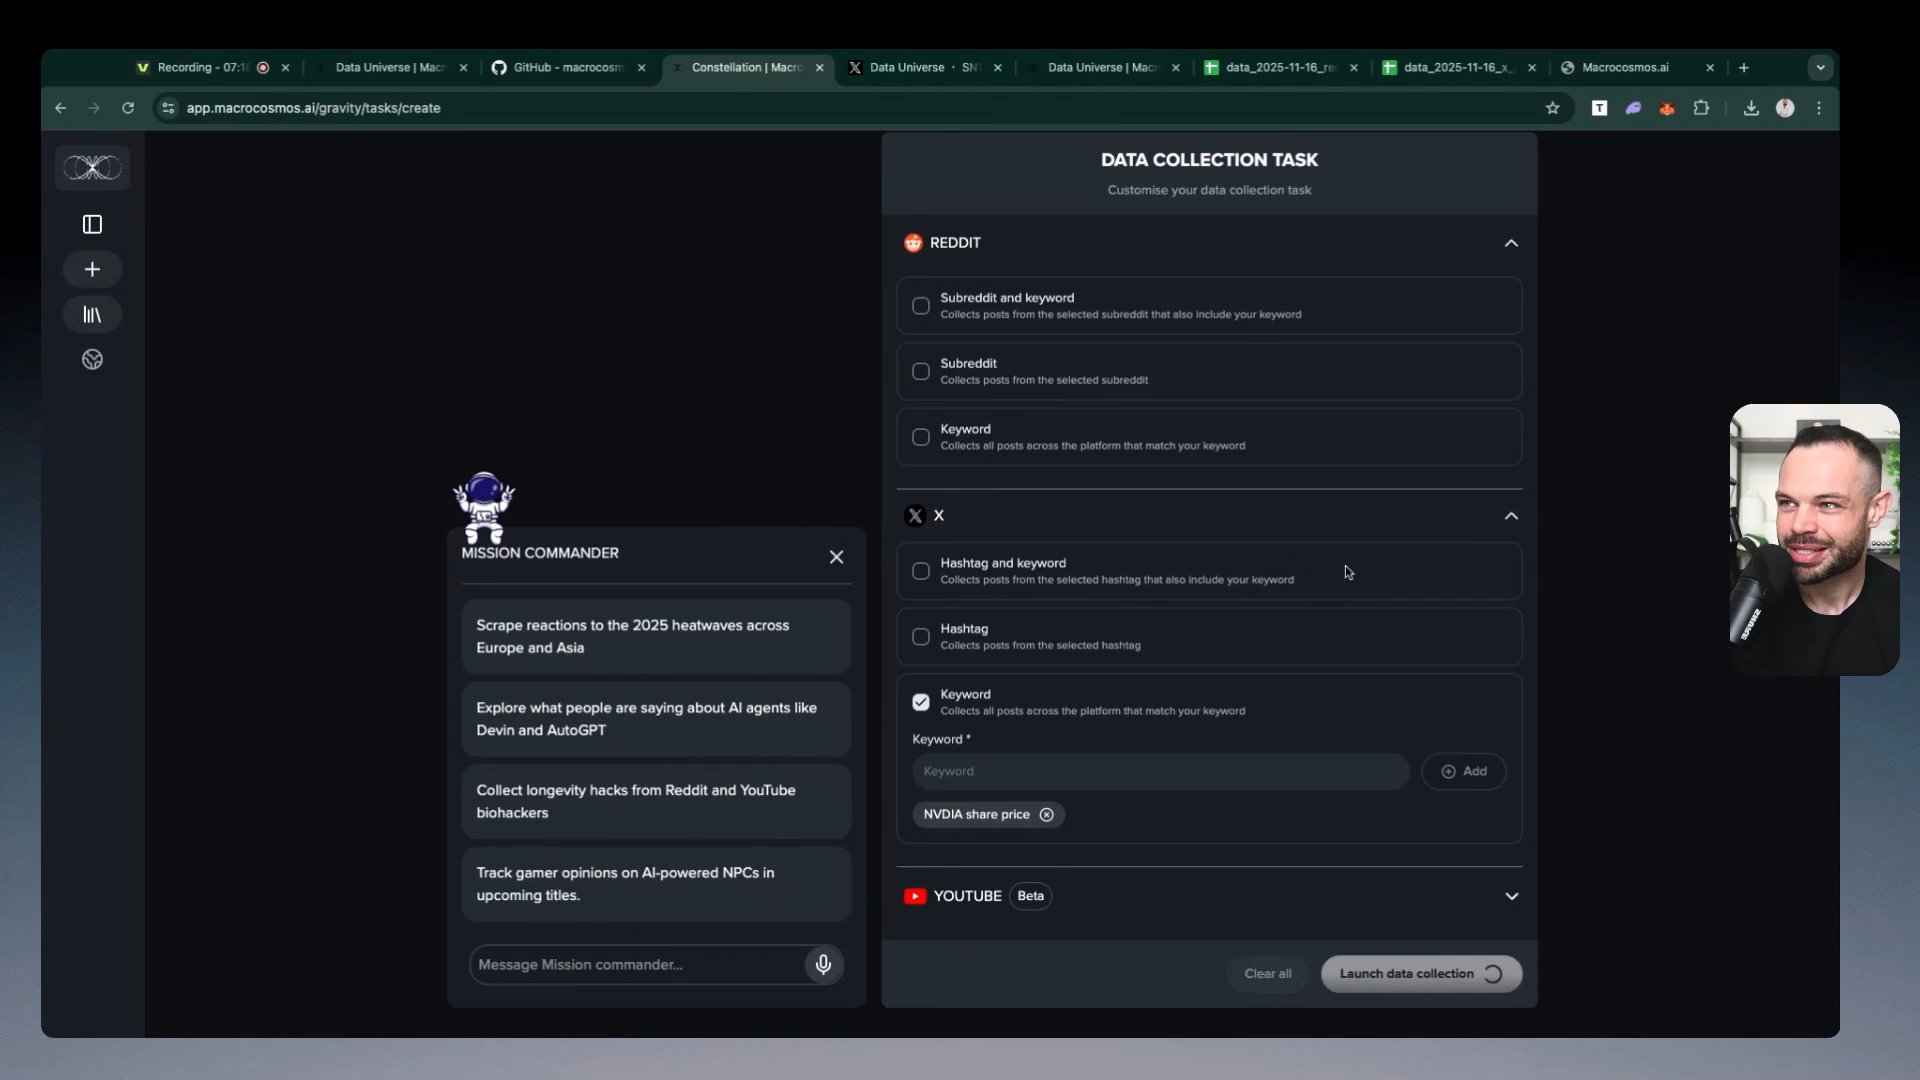 Recording - 07:1
Data Universe | Mac
GitHub - macrocosm
Constellation | Macro
Data Universe · SN
Data Universe | Mac
data_2025-11-16_re
data_2025-11-16_x_
Macrocosmos.ai
app.macrocosmos.ai/gravity/tasks/create
T
DATA COLLECTION TASK
Customise your data collection task
REDDIT
Subreddit and keyword
Collects posts from the selected subreddit that also include your keyword
Subreddit
Collects posts from the selected subreddit
Keyword
Collects all posts across the platform that match your keyword
X
Hashtag and keyword
Collects posts from the selected hashtag that also include your keyword
Hashtag
Collects posts from the selected hashtag
Keyword
Collects all posts across the platform that match your keyword
Keyword *
Keyword
Add
NVDIA share price
YOUTUBE Beta
Clear all
Launch data collection
MISSION COMMANDER
Scrape reactions to the 2025 heatwaves across
Europe and Asia
Explore what people are saying about AI agents like
Devin and AutoGPT
Collect longevity hacks from Reddit and YouTube
biohackers
Track gamer opinions on AI-powered NPCs in
upcoming titles.
Message Mission commander...
SHURE